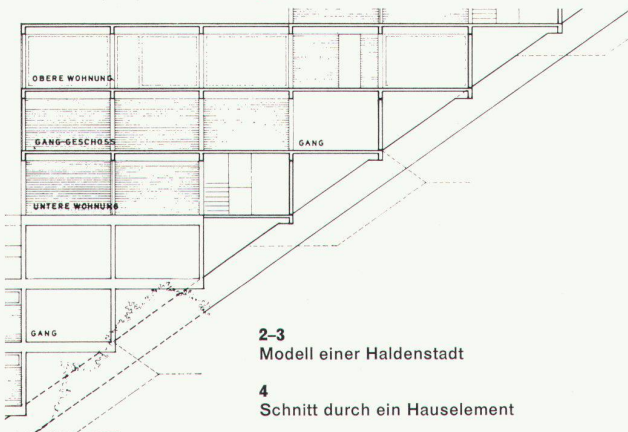 OBERE WOHNUNG
GANG-GESCHOSS
GANG
UNTERE WOHNUNG
GANG
2–3
Modell einer Haldenstadt
4
Schnitt durch ein Hauselement